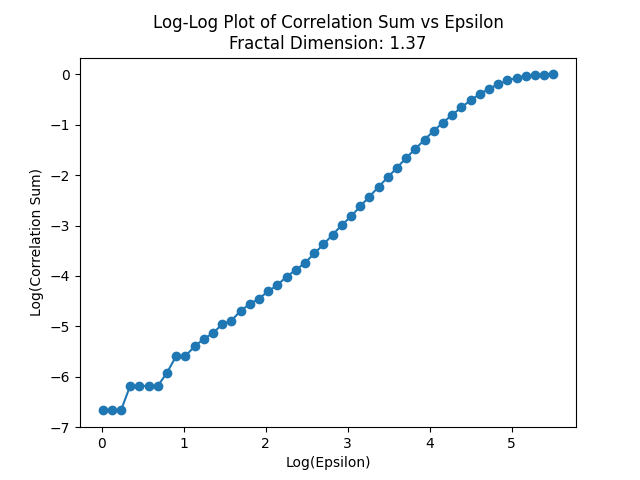 Log-Log Plot of Correlation Sum vs Epsilon
Fractal Dimension: 1.37
Log(Correlation Sum)
0
−1
−2
−3
−4
−5
−6
−7
0 1 2 3 4 5
Log(Epsilon)